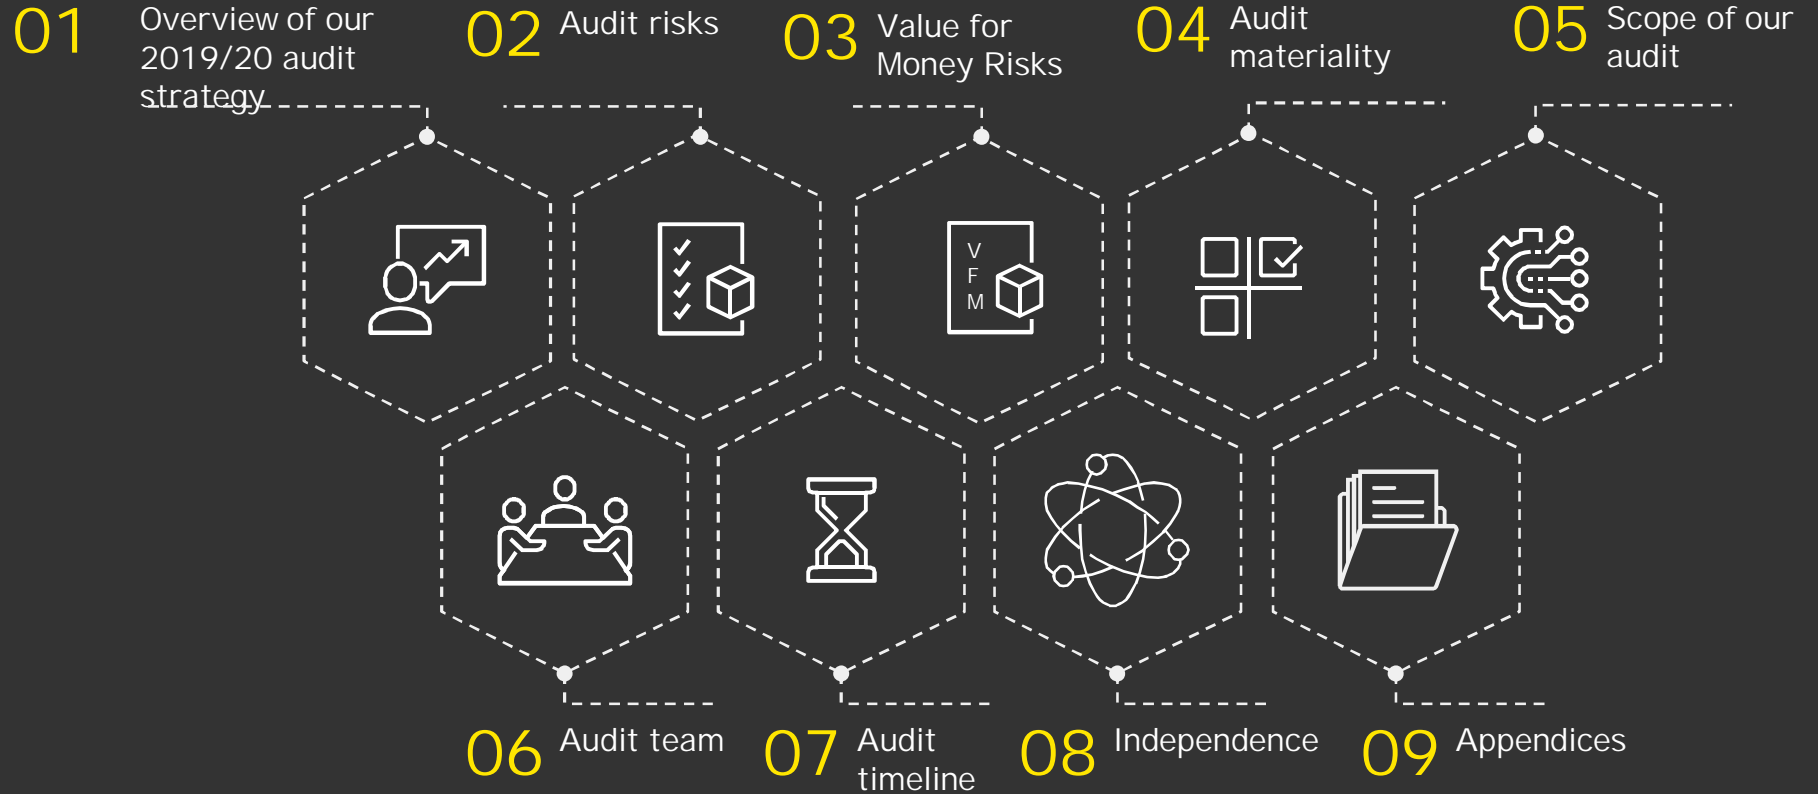 01
Overview of our
2019/20 audit
strategy
02
Audit risks
03
Value for
Money Risks
04
Audit
materiality
05
Scope of our
audit
V
F
M
06
Audit team
07
Audit
timeline
08
Independence
09
Appendices